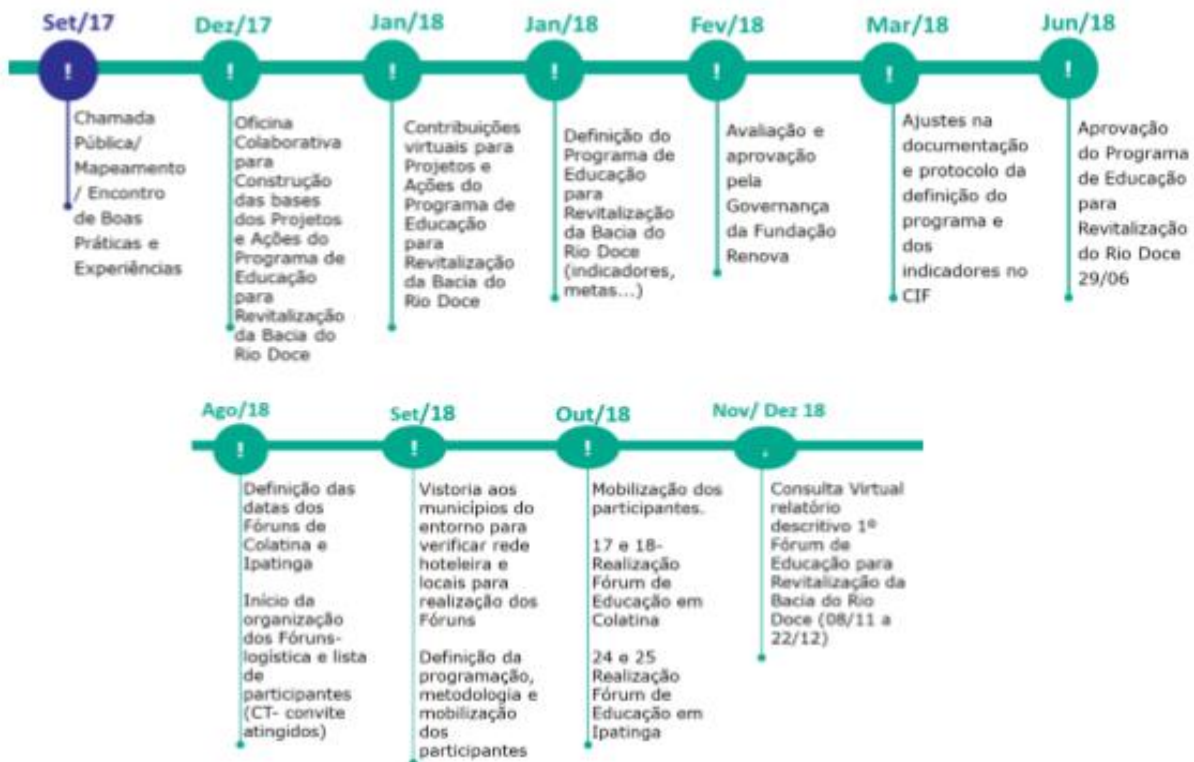 Set/17
!
Chamada
Pública/
Mapeamento
/ Encontro
de Boas
Práticas e
Experiências
Dez/17
!
Oficina
Colaborativa
para
Construção
das bases
dos Projetos
e Ações do
Programa de
Educação
para
Revitalização
da Bacia do
Rio Doce
Jan/18
!
Contribuições
virtuais para
Projetos e
Ações do
Programa de
Educação
para
Revitalização
da Bacia do
Rio Doce
Jan/18
!
Definição do
Programa de
Educação
para
Revitalização
da Bacia do
Rio Doce
(indicadores,
metas...)
Fev/18
!
Avaliação e
aprovação
pela
Governança
da Fundação
Renova
Mar/18
!
Ajustes na
documentação
e protocolo da
definição do
programa e
dos
indicadores no
CIF
Jun/18
!
Aprovação
do Programa
de Educação
para
Revitalização
do Rio Doce
29/06
Ago/18
!
Definição das
datas dos
Fóruns de
Colatina e
Ipatinga
Início da
organização
dos Fóruns-
logística e lista
de
participantes
(CT- convite
atingidos)
Set/18
!
Vistoria aos
municípios do
entorno para
verificar rede
hoteleira e
locais para
realização dos
Fóruns
Definição da
programação,
metodologia e
mobilização
dos
participantes
Out/18
!
Mobilização dos
participantes.
17 e 18-
Realização
Fórum de
Educação em
Colatina
24 e 25
Realização
Fórum de
Educação em
Ipatinga
Nov/ Dez 18
Consulta Virtual
relatório
descritivo 1º
Fórum de
Educação para
Revitalização da
Bacia do Rio
Doce (08/11 a
22/12)